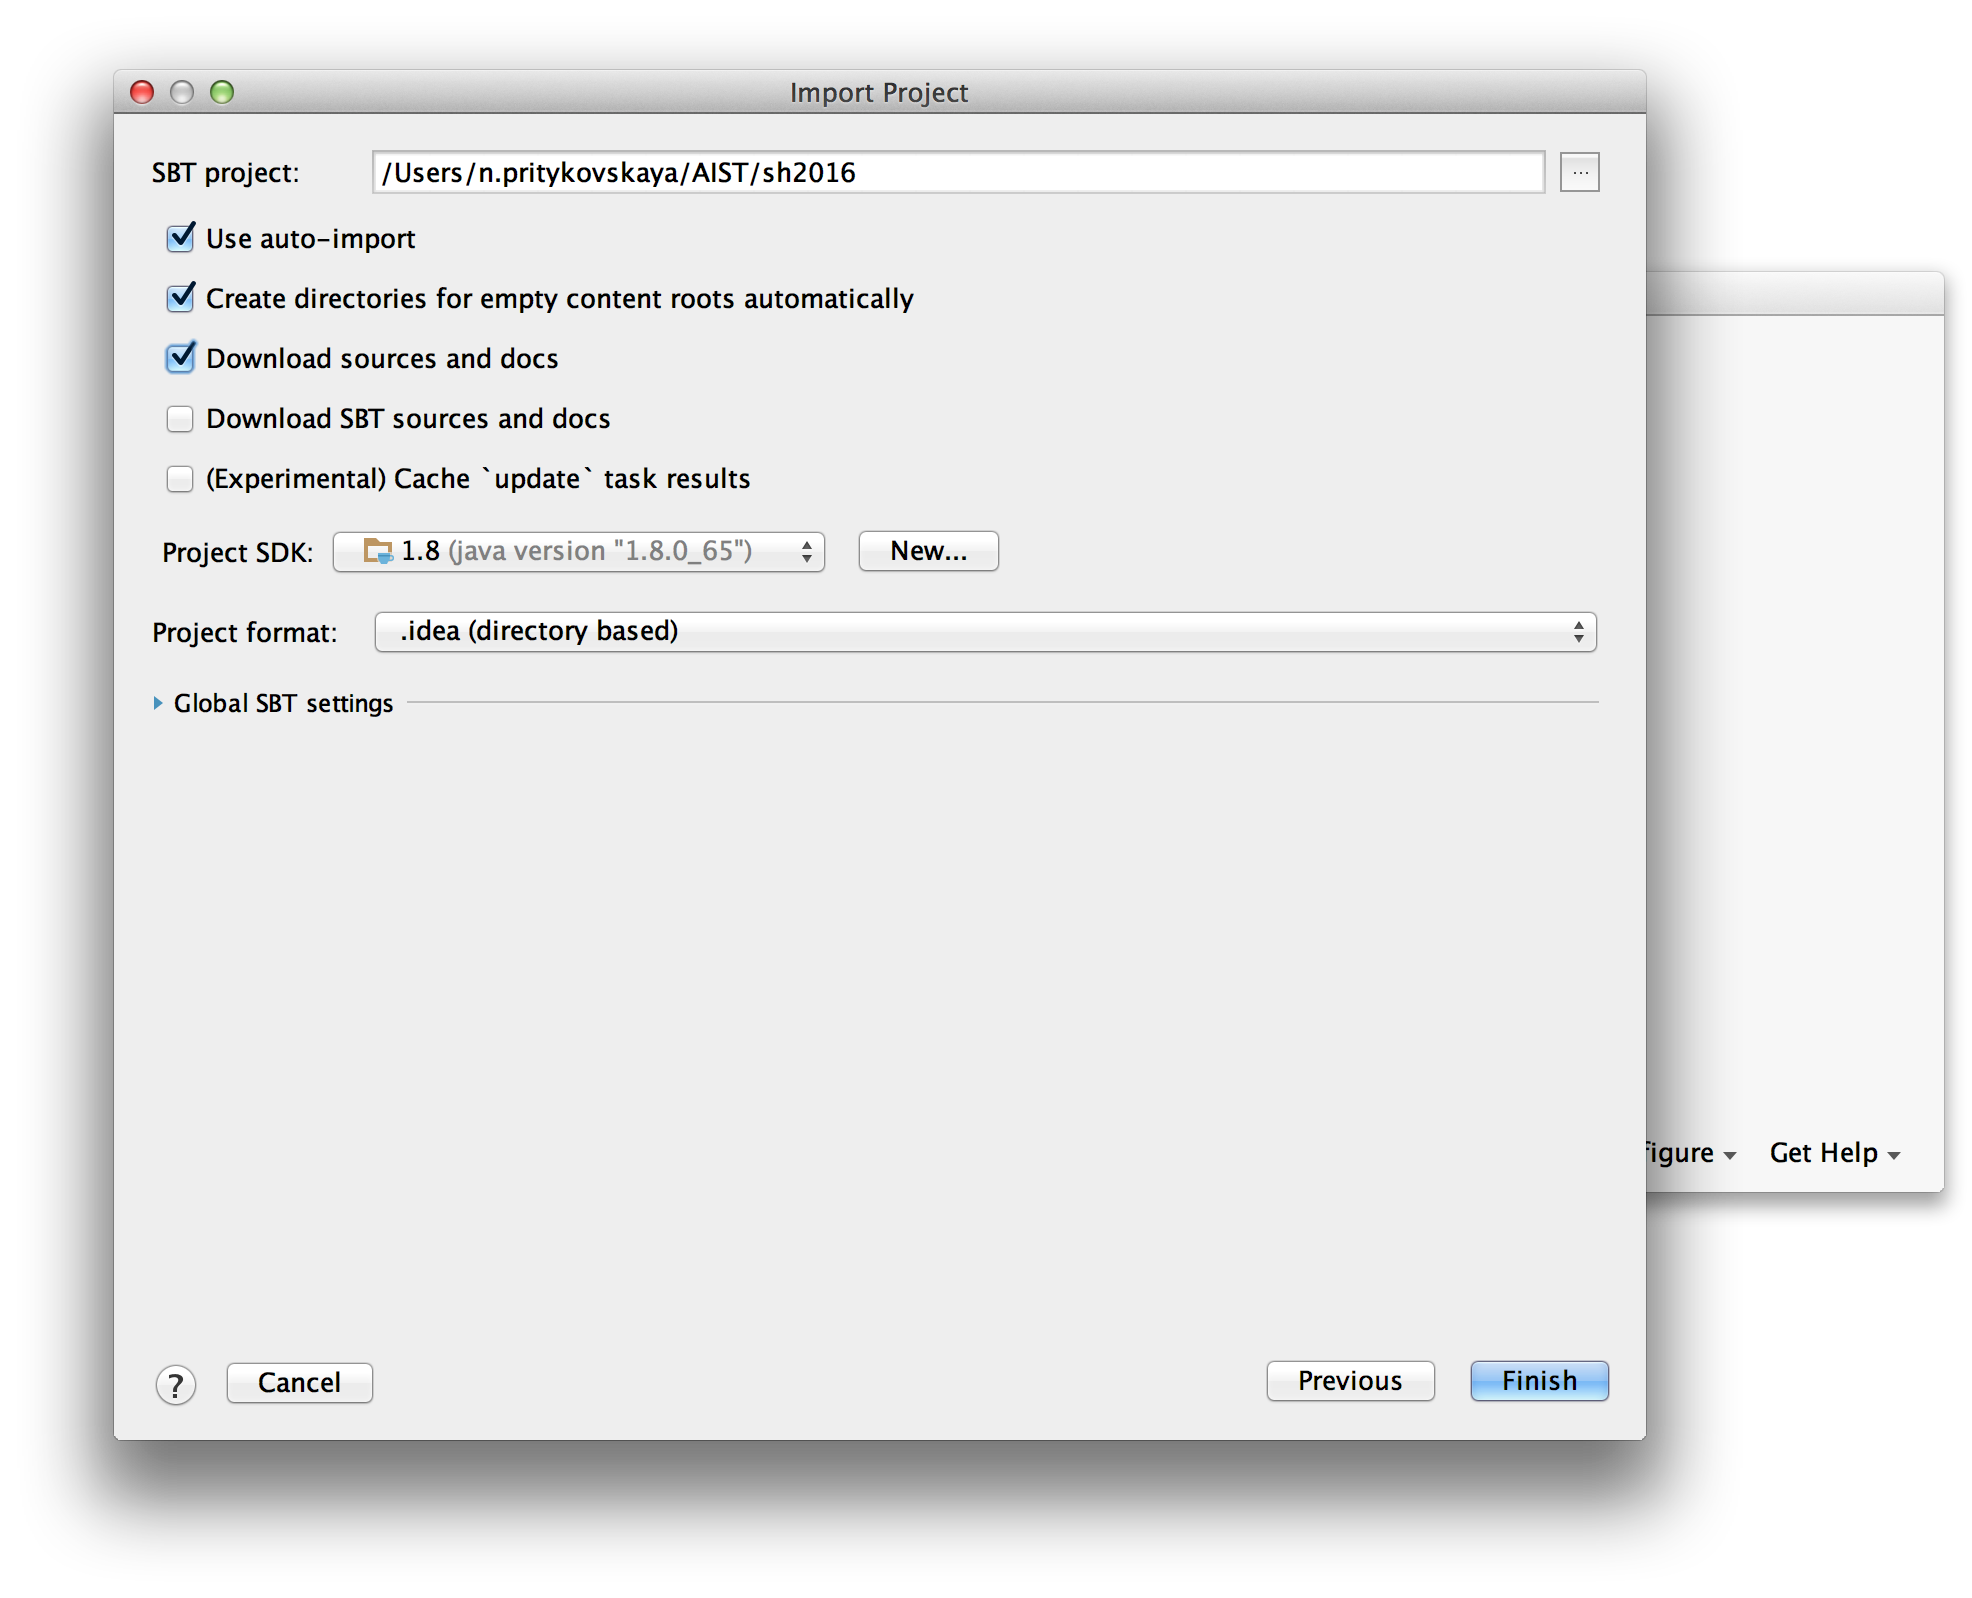 Import Project
SBT project: /Users/n.pritykovskaya/AIST/sh2016 ...
Use auto-import
Create directories for empty content roots automatically
Download sources and docs
Download SBT sources and docs
(Experimental) Cache `update` task results
Project SDK: 1.8 (java version "1.8.0_65") New...
Project format: .idea (directory based)
Global SBT settings
figure Get Help
? Cancel Previous Finish